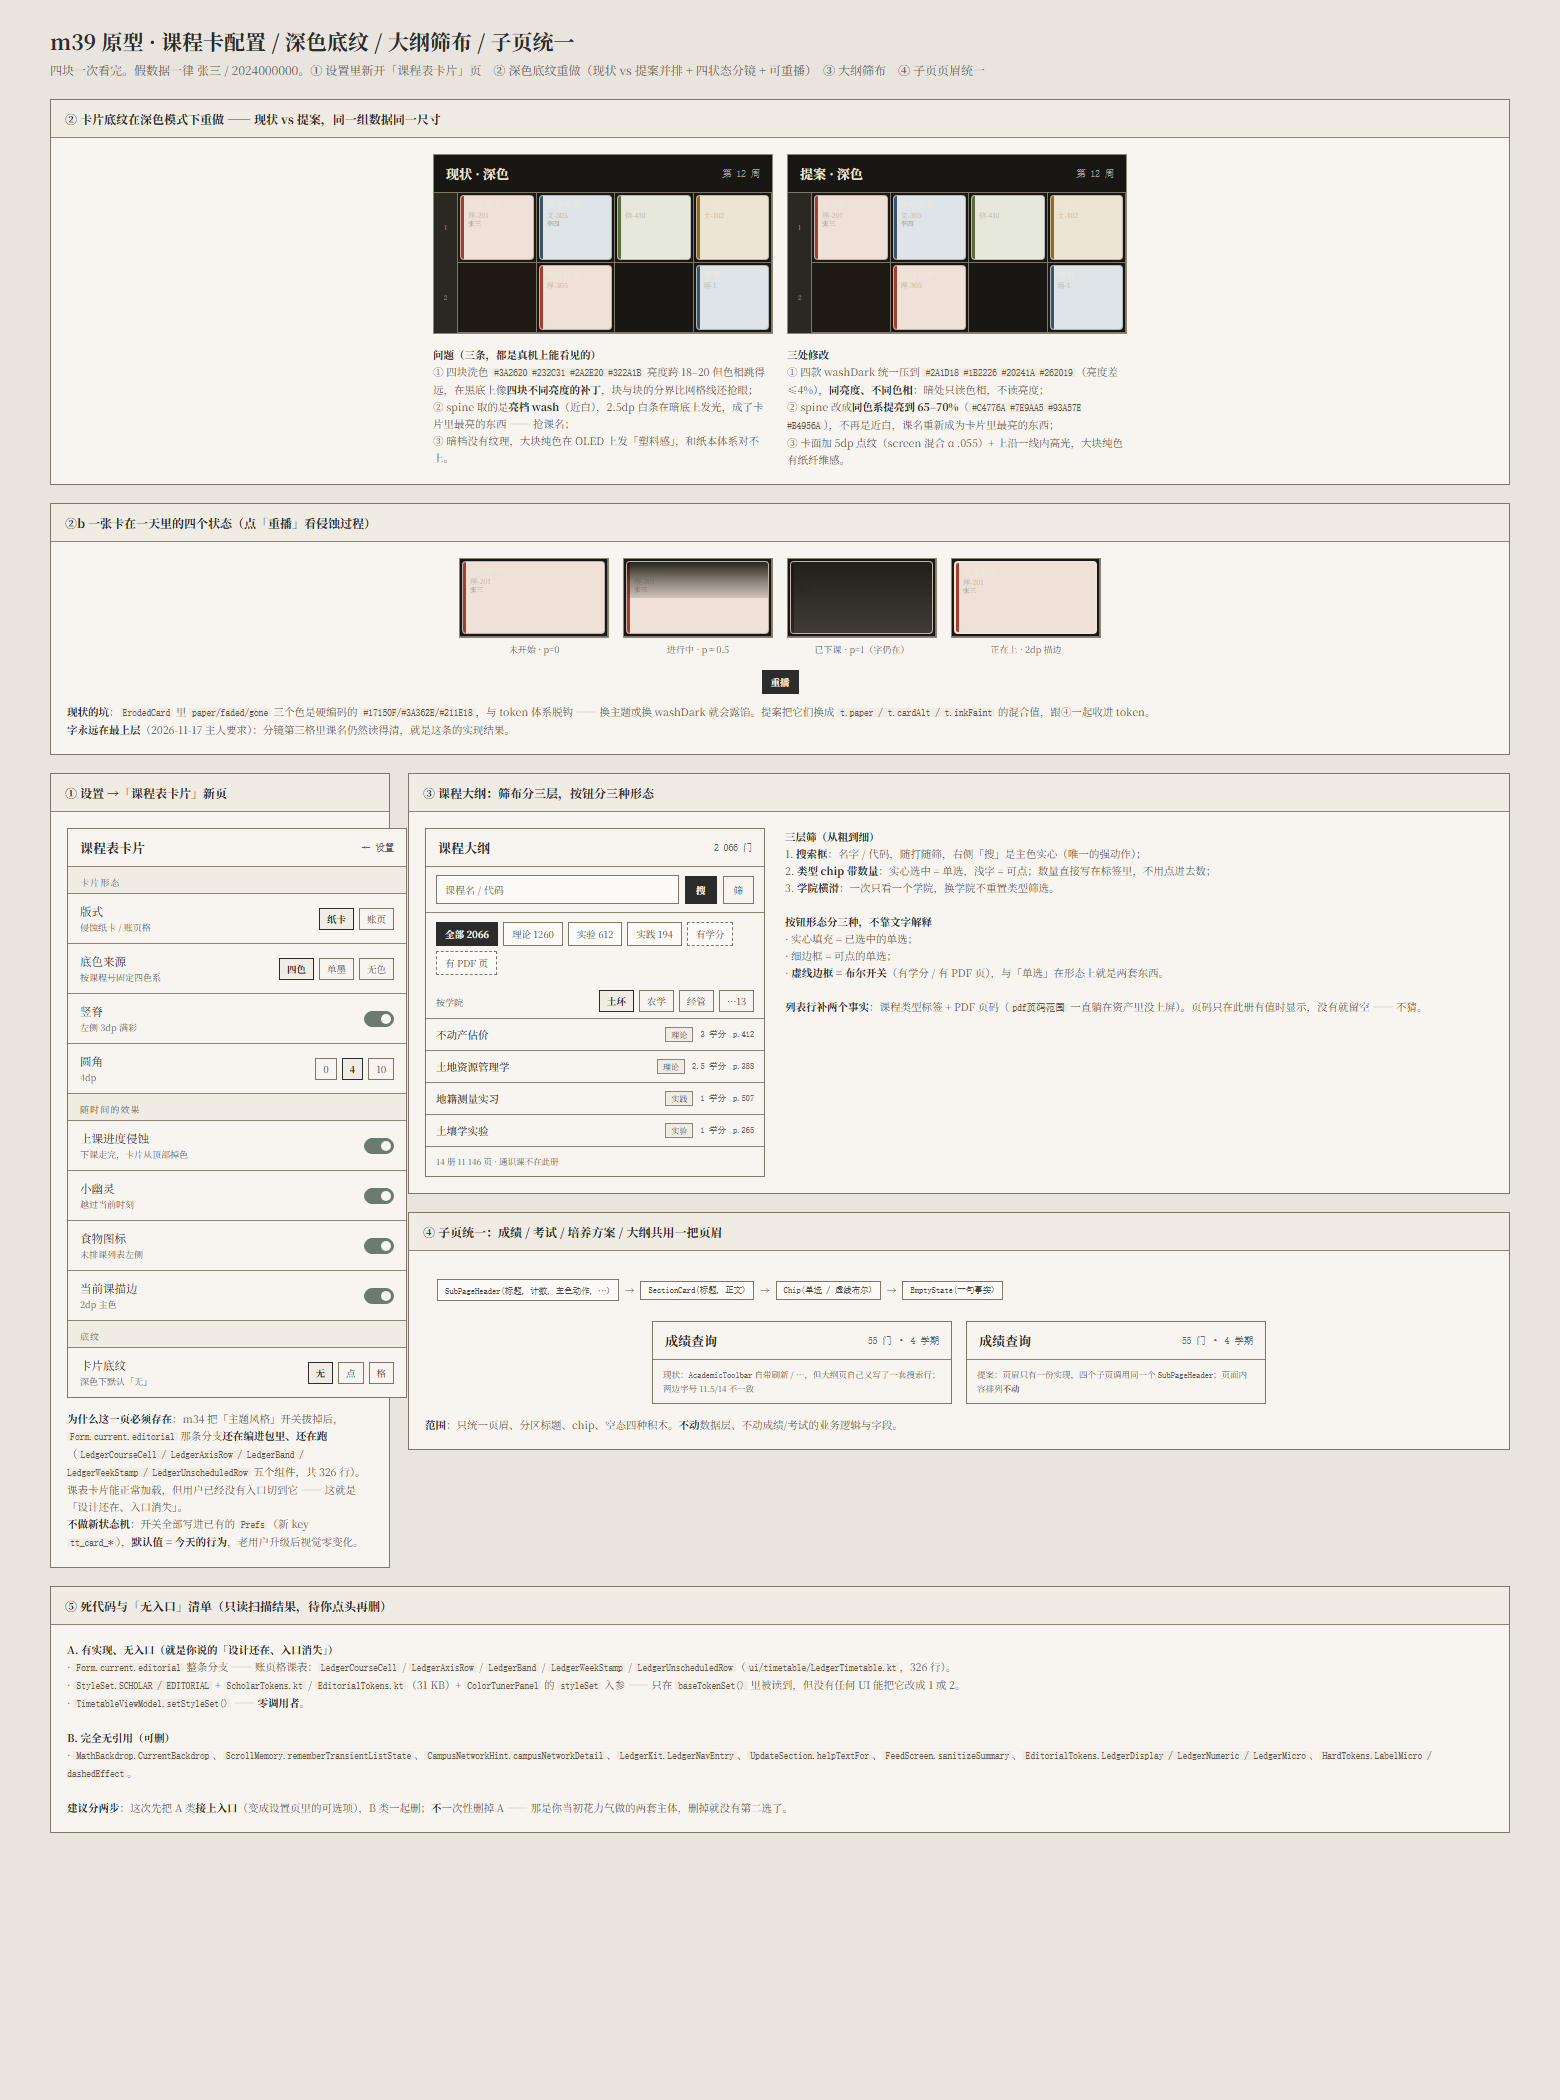 m39 原型 · 课程卡配置 / 深色底纹 / 大纲筛布 / 子页统一
四块一次看完。假数据一律 张三 / 2024000000。① 设置里新开「课程表卡片」页 ② 深色底纹重做（现状 vs 提案并排 + 四状态分镜 + 可重播） ③ 大纲筛布 ④ 子页页眉统一
② 卡片底纹在深色模式下重做 —— 现状 vs 提案，同一组数据同一尺寸
现状 · 深色
第 12 周
1
理-201
张三
文-305
李四
格-410
土-102
2
理-305
场-1
提案 · 深色
第 12 周
1
理-201
张三
文-305
李四
格-410
土-102
2
理-305
场-1
问题（三条，都是真机上能看见的）
① 四块洗色 #3A2620 #232C31 #2A2E20 #322A1B 亮度跨 18–20 但色相跳得
远，在黑底上像四块不同亮度的补丁，块与块的分界比网格线还抢眼；
② spine 取的是亮档 wash（近白），2.5dp 白条在暗底上发光，成了卡
片里最亮的东西 —— 抢课名；
③ 暗档没有纹理，大块纯色在 OLED 上发「塑料感」，和纸本体系对不
上。
三处修改
① 四款 washDark 统一压到 #2A1D18 #1B2226 #20241A #262019（亮度差
≤4%），同亮度、不同色相：暗处只读色相，不读亮度；
② spine 改成同色系提亮到 65–70%（#C4776A #7E9AA5 #93A57E
#B4956A），不再是近白，课名重新成为卡片里最亮的东西；
③ 卡面加 5dp 点纹（screen 混合 α .055）+ 上沿一线内高光，大块纯色
有纸纤维感。
②b 一张卡在一天里的四个状态（点「重播」看侵蚀过程）
理-201
张三
理-201
张三
理-201
张三
未开始 · p=0
进行中 · p≈0.5
已下课 · p=1（字仍在）
正在上 · 2dp 描边
重播
现状的坑：ErodedCard 里 paper/faded/gone 三个色是硬编码的 #17150F/#3A362E/#211E18，与 token 体系脱钩 —— 换主题或换 washDark 就会露馅。提案把它们换成 t.paper / t.cardAlt / t.inkFaint 的混合值，跟④一起收进 token。
字永远在最上层（2026-11-17 主人要求）：分镜第三格里课名仍然读得清，就是这条的实现结果。
① 设置 → 「课程表卡片」新页
课程表卡片
← 设置
卡片形态
版式
侵蚀纸卡 / 账页格
纸卡
账页
底色来源
按课程号固定四色系
四色
单墨
无色
竖脊
左侧 3dp 满彩
圆角
4dp
0
4
10
随时间的效果
上课进度侵蚀
下课走完，卡片从顶部掉色
小幽灵
越过当前时刻
食物图标
未排课列表左侧
当前课描边
2dp 主色
底纹
卡片底纹
深色下默认「无」
无
点
格
为什么这一页必须存在：m34 把「主题风格」开关拔掉后，
Form.current.editorial 那条分支还在编进包里、还在跑
（LedgerCourseCell / LedgerAxisRow / LedgerBand /
LedgerWeekStamp / LedgerUnscheduledRow 五个组件，共 326 行）。
课表卡片能正常加载，但用户已经没有入口切到它 —— 这就是
「设计还在、入口消失」。
不做新状态机：开关全部写进已有的 Prefs（新 key
tt_card_*），默认值 = 今天的行为，老用户升级后视觉零变化。
③ 课程大纲：筛布分三层，按钮分三种形态
课程大纲
2 066 门
课程名 / 代码
搜
筛
全部 2066
理论 1260
实验 612
实践 194
有学分
有 PDF 页
按学院
土环
农学
经管
…13
不动产估价
理论
3 学分
p.412
土地资源管理学
理论
2.5 学分
p.388
地籍测量实习
实践
1 学分
p.507
土壤学实验
实验
1 学分
p.265
14 册 11 146 页 · 通识课不在此册
三层筛（从粗到细）
1. 搜索框：名字 / 代码，随打随筛，右侧「搜」是主色实心（唯一的强动作）；
2. 类型 chip 带数量：实心选中 = 单选，浅字 = 可点；数量直接写在标签里，不用点进去数；
3. 学院横滑：一次只看一个学院，换学院不重置类型筛选。
按钮形态分三种，不靠文字解释
· 实心填充 = 已选中的单选；
· 细边框 = 可点的单选；
· 虚线边框 = 布尔开关（有学分 / 有 PDF 页），与「单选」在形态上就是两套东西。
列表行补两个事实：课程类型标签 + PDF 页码（pdf页码范围 一直躺在资产里没上屏）。页码只在此册有值时显示，没有就留空 —— 不猜。
④ 子页统一：成绩 / 考试 / 培养方案 / 大纲共用一把页眉
SubPageHeader(标题, 计数, 主色动作, ⋯)
→
SectionCard(标题, 正文)
→
Chip(单选 / 虚线布尔)
→
EmptyState(一句事实)
成绩查询
55 门 · 4 学期
现状：AcademicToolbar 自带刷新 / ⋯，但大纲页自己又写了一套搜索行；
两边字号 11.5/14 不一致
成绩查询
55 门 · 4 学期
提案：页眉只有一份实现，四个子页调用同一个 SubPageHeader；页面内
容排列不动
范围：只统一页眉、分区标题、chip、空态四种积木。不动数据层、不动成绩/考试的业务逻辑与字段。
⑤ 死代码与「无入口」清单（只读扫描结果，待你点头再删）
A. 有实现、无入口（就是你说的「设计还在、入口消失」）
· Form.current.editorial 整条分支 —— 账页格课表：LedgerCourseCell / LedgerAxisRow / LedgerBand / LedgerWeekStamp / LedgerUnscheduledRow（ui/timetable/LedgerTimetable.kt，326 行）。
· StyleSet.SCHOLAR / EDITORIAL + ScholarTokens.kt / EditorialTokens.kt（31 KB）+ ColorTunerPanel 的 styleSet 入参 —— 只在 baseTokenSet() 里被读到，但没有任何 UI 能把它改成 1 或 2。
· TimetableViewModel.setStyleSet() —— 零调用者。
B. 完全无引用（可删）
· MathBackdrop.CurrentBackdrop、ScrollMemory.rememberTransientListState、CampusNetworkHint.campusNetworkDetail、LedgerKit.LedgerNavEntry、UpdateSection.helpTextFor、FeedScreen.sanitizeSummary、EditorialTokens.LedgerDisplay / LedgerNumeric / LedgerMicro、HardTokens.LabelMicro /
dashedEffect。
建议分两步：这次先把 A 类接上入口（变成设置页里的可选项），B 类一起删；不一次性删掉 A —— 那是你当初花力气做的两套主体，删掉就没有第二选了。